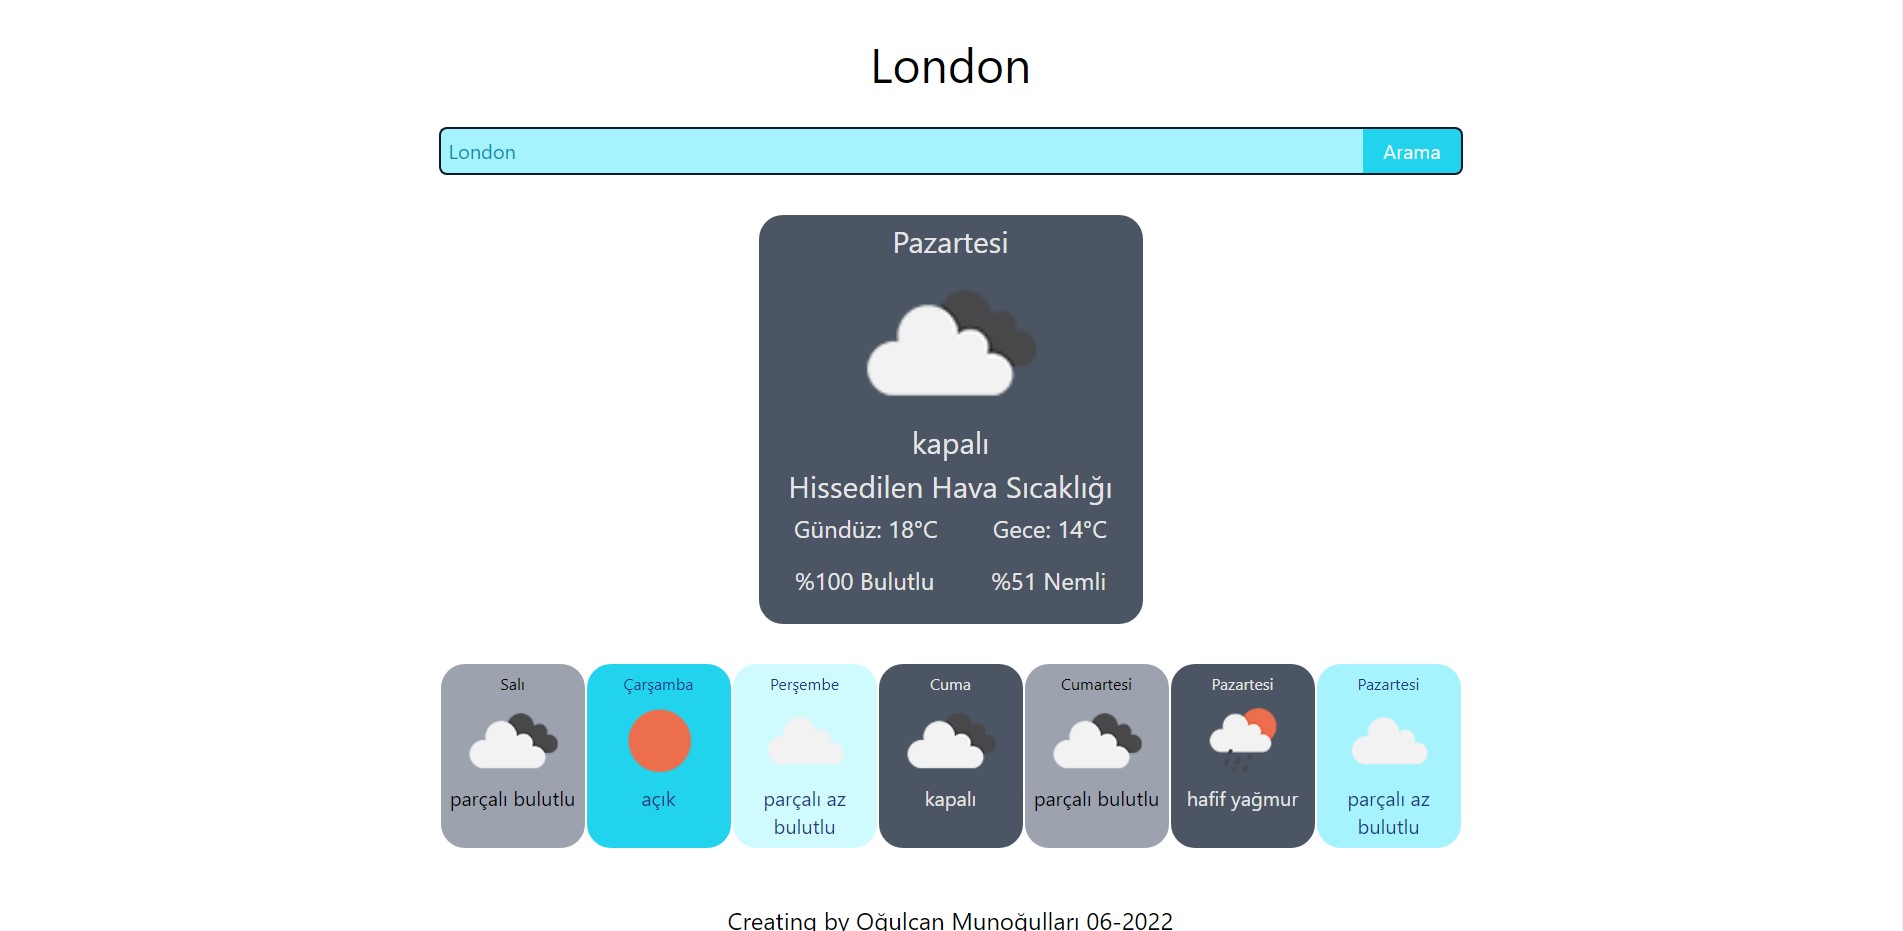 London
London
Arama
Pazartesi
kapalı
Hissedilen Hava Sıcaklığı
Gündüz: 18°C Gece: 14°C
%100 Bulutlu %51 Nemli
Salı
parçalı bulutlu
Çarşamba
açık
Perşembe
parçalı az
bulutlu
Cuma
kapalı
Cumartesi
parçalı bulutlu
Pazartesi
hafif yağmur
Pazartesi
parçalı az
bulutlu
Creating by Oğulcan Munoğulları 06-2022